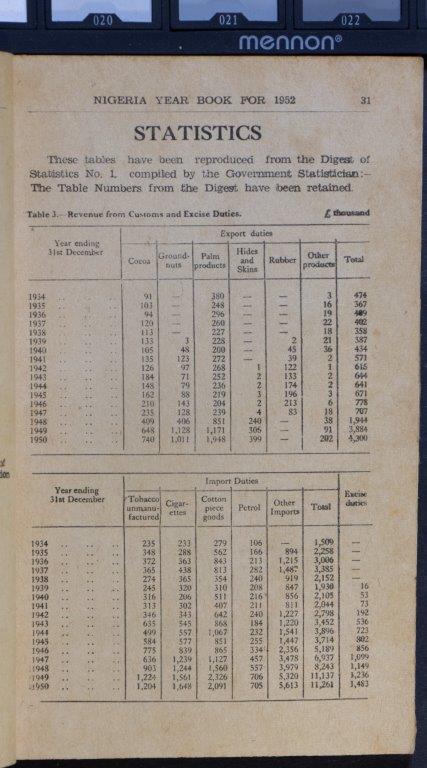 020 021 022
mennon®
NIGERIA YEAR BOOK FOR 1952 31
STATISTICS
These tables have been reproduced from the Digest of
Statistics No. 1, compiled by the Government Statistician:—
The Table Numbers from the Digest have been retained.
Table 3.—Revenue from Customs and Excise Duties. £ thousand
Year ending 31st December
Export duties
Cocoa Ground-nuts Palm products Hides and Skins Rubber Other products Total
1934 .. .. .. 91 — 380 — — 3 474
1935 .. .. .. 103 — 248 — — 16 367
1936 .. .. .. 94 — 296 — — 19 409
1937 .. .. .. 120 — 260 — — 22 402
1938 .. .. .. 113 — 227 — — 18 358
1939 .. .. .. 133 3 228 — 2 21 387
1940 .. .. .. 105 48 200 — 45 36 434
1941 .. .. .. 135 123 272 — 39 2 571
1942 .. .. .. 126 97 268 1 122 1 615
1943 .. .. .. 184 71 252 2 133 2 644
1944 .. .. .. 148 79 236 2 174 2 641
1945 .. .. .. 162 88 219 3 196 3 671
1946 .. .. .. 210 143 204 2 213 6 778
1947 .. .. .. 235 128 239 4 83 18 707
1948 .. .. .. 409 406 851 240 — 38 1,944
1949 .. .. .. 648 1,128 1,171 306 — 91 3,884
1950 .. .. .. 740 1,011 1,948 399 — 202 4,300
Year ending 31st December
Import Duties
Tobacco unmanu-factured Cigar-ettes Cotton piece goods Petrol Other Imports Total Excise duties
1934 .. .. .. 235 233 279 106 — 1,509 —
1935 .. .. .. 348 288 562 166 894 2,258 —
1936 .. .. .. 372 363 843 213 1,215 3,006 —
1937 .. .. .. 365 438 813 282 1,487 3,385 —
1938 .. .. .. 274 365 354 240 919 2,152 —
1939 .. .. .. 245 320 310 208 847 1,930 16
1940 .. .. .. 316 206 511 216 856 2,105 53
1941 .. .. .. 313 302 407 211 811 2,044 73
1942 .. .. .. 346 343 642 240 1,227 2,798 192
1943 .. .. .. 635 545 868 184 1,220 3,452 536
1944 .. .. .. 499 557 1,067 232 1,541 3,896 723
1945 .. .. .. 584 577 851 255 1,447 3,714 802
1946 .. .. .. 775 839 865 334 2,356 5,189 856
1947 .. .. .. 636 1,239 1,127 457 3,478 6,937 1,099
1948 .. .. .. 903 1,244 1,560 557 3,979 8,243 1,149
1949 .. .. .. 1,224 1,561 2,326 706 5,320 11,137 1,236
1950 .. .. .. 1,204 1,648 2,091 705 5,613 11,261 1,483